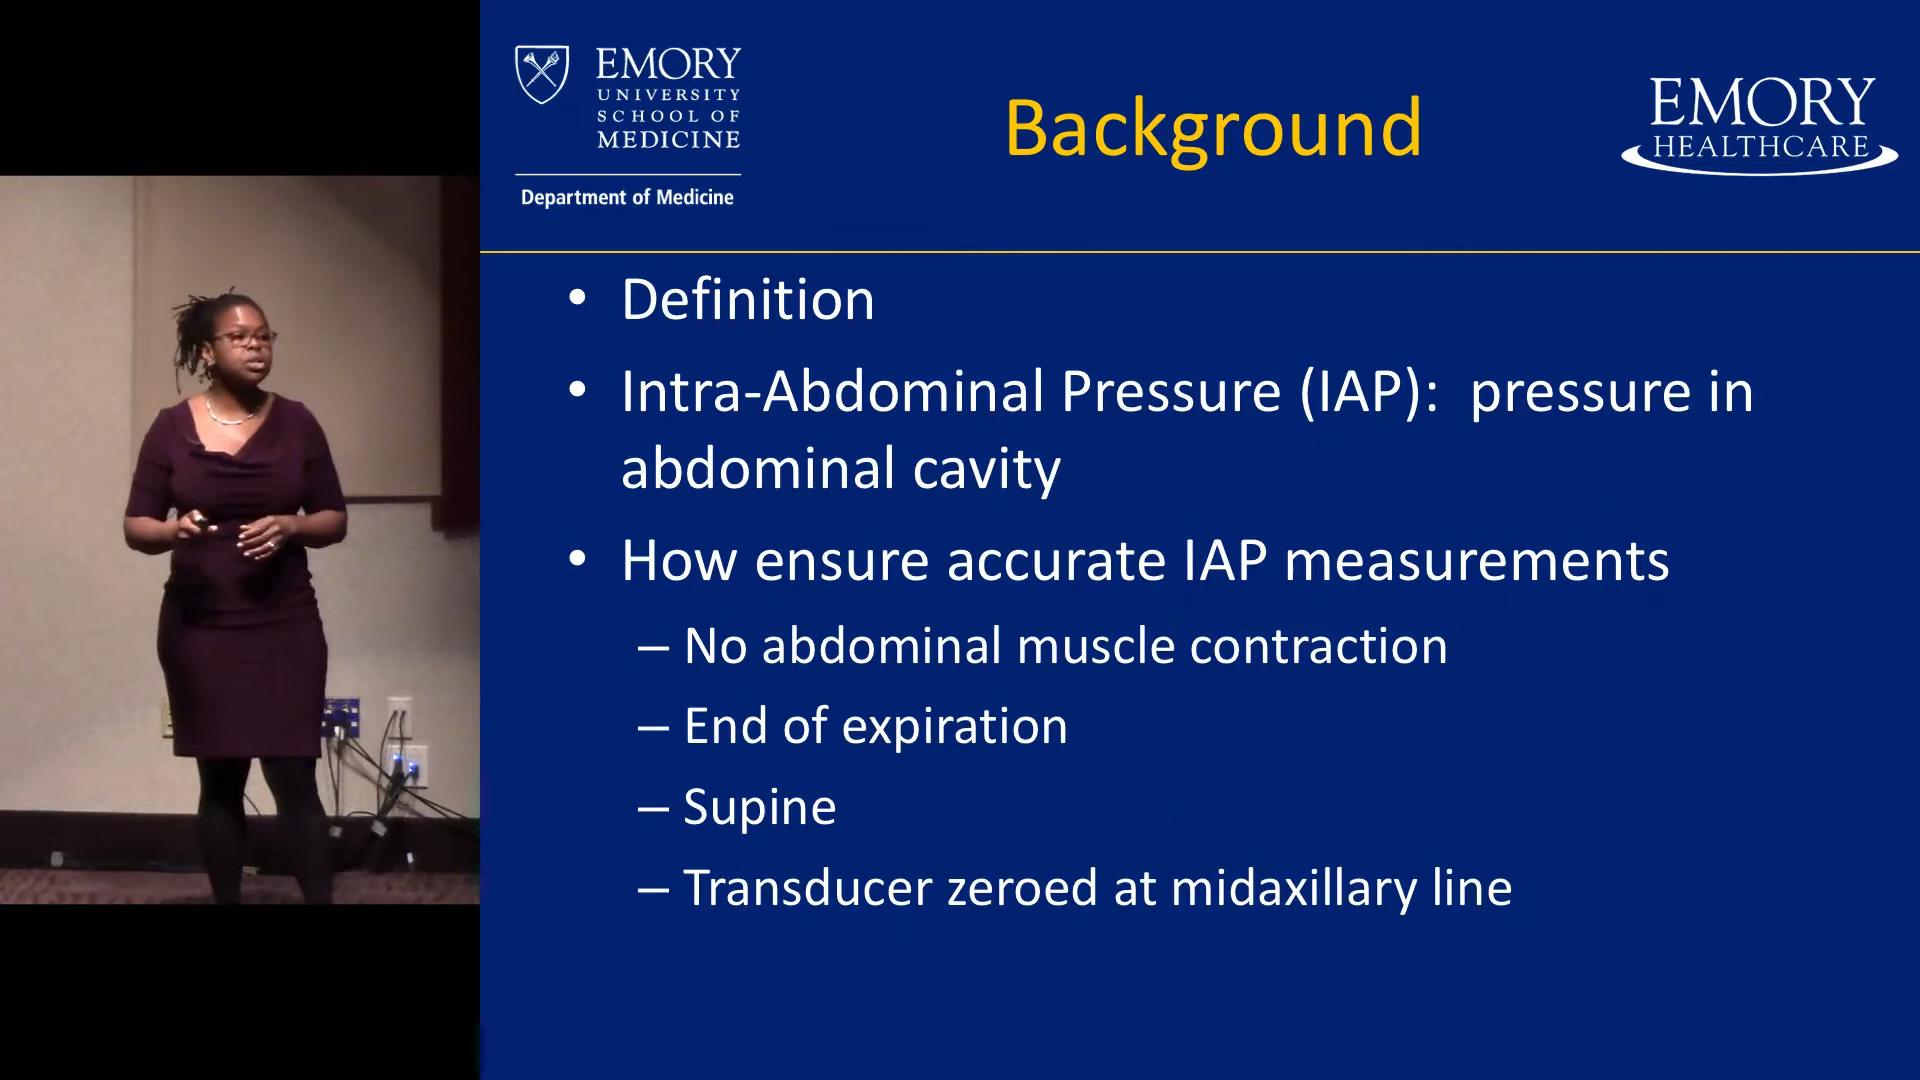 EMORY
UNIVERSITY
SCHOOL OF
MEDICINE
Department of Medicine
Background
EMORY
HEALTHCARE
• Definition
• Intra-Abdominal Pressure (IAP):  pressure in
abdominal cavity
• How ensure accurate IAP measurements
– No abdominal muscle contraction
– End of expiration
– Supine
– Transducer zeroed at midaxillary line